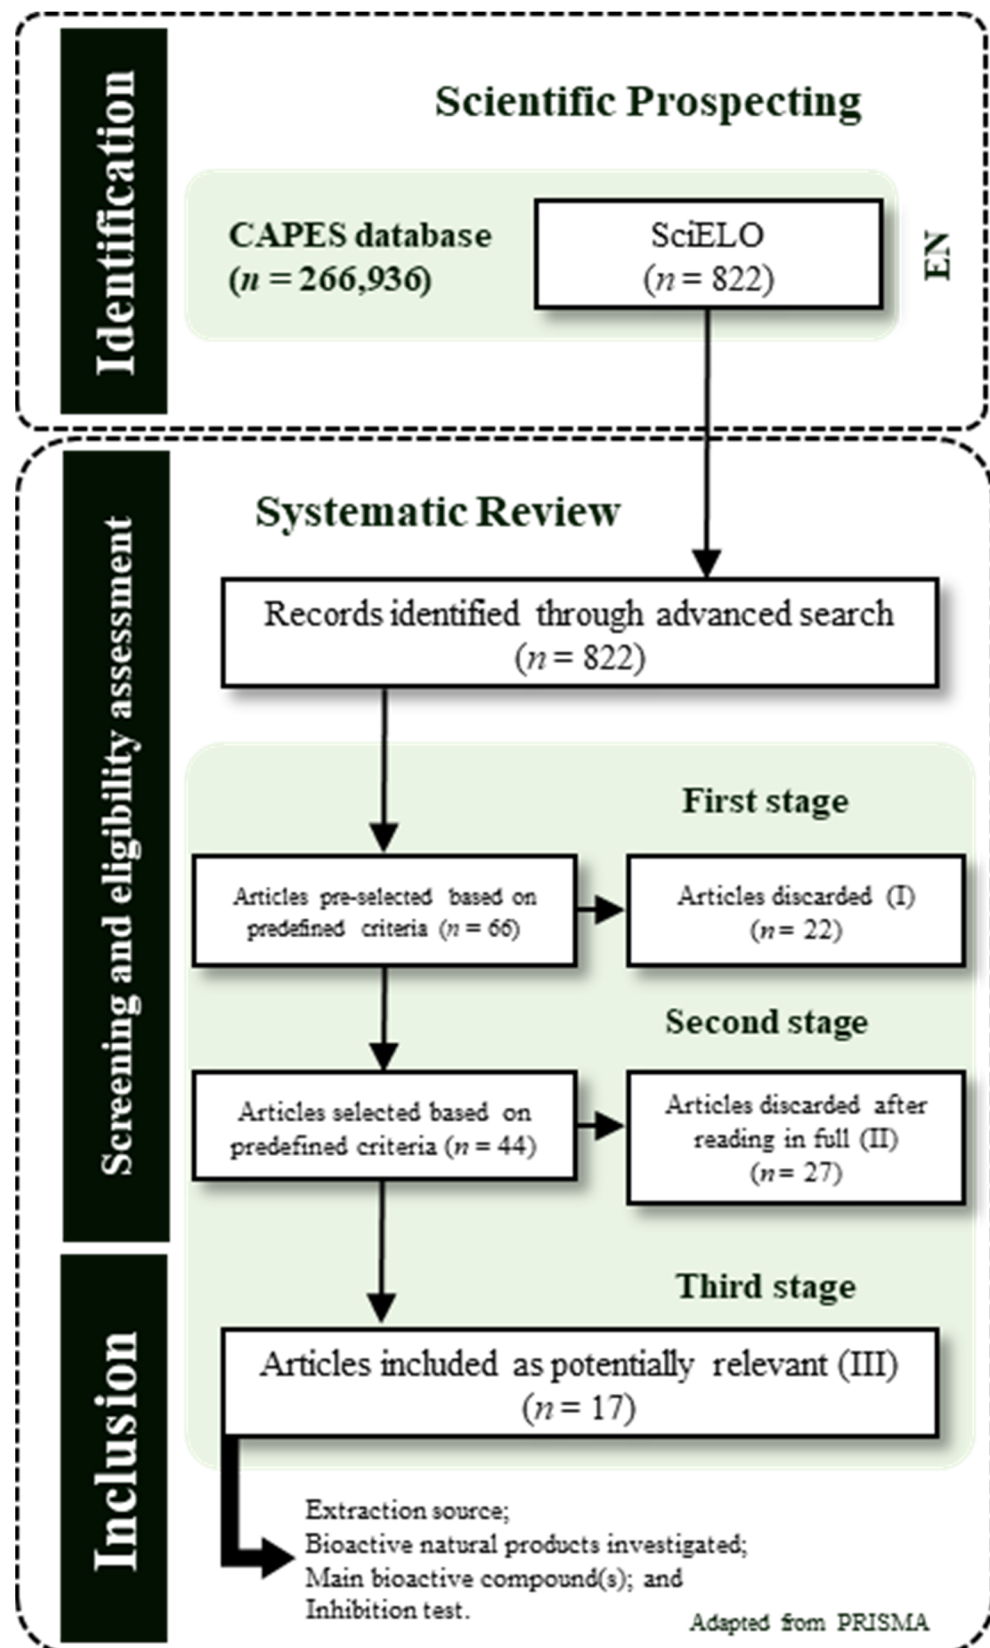 Identification
Scientific Prospecting
CAPES database
(n = 266,936)
SciELO
(n = 822)
EN
Screening and eligibility assessment
Systematic Review
Records identified through advanced search
(n = 822)
First stage
Articles pre-selected based on
predefined criteria (n = 66)
Articles discarded (I)
(n = 22)
Second stage
Articles selected based on
predefined criteria (n = 44)
Articles discarded after
reading in full (II)
(n = 27)
Inclusion
Third stage
Articles included as potentially relevant (III)
(n = 17)
Extraction source;
Bioactive natural products investigated;
Main bioactive compound(s); and
Inhibition test.
Adapted from PRISMA